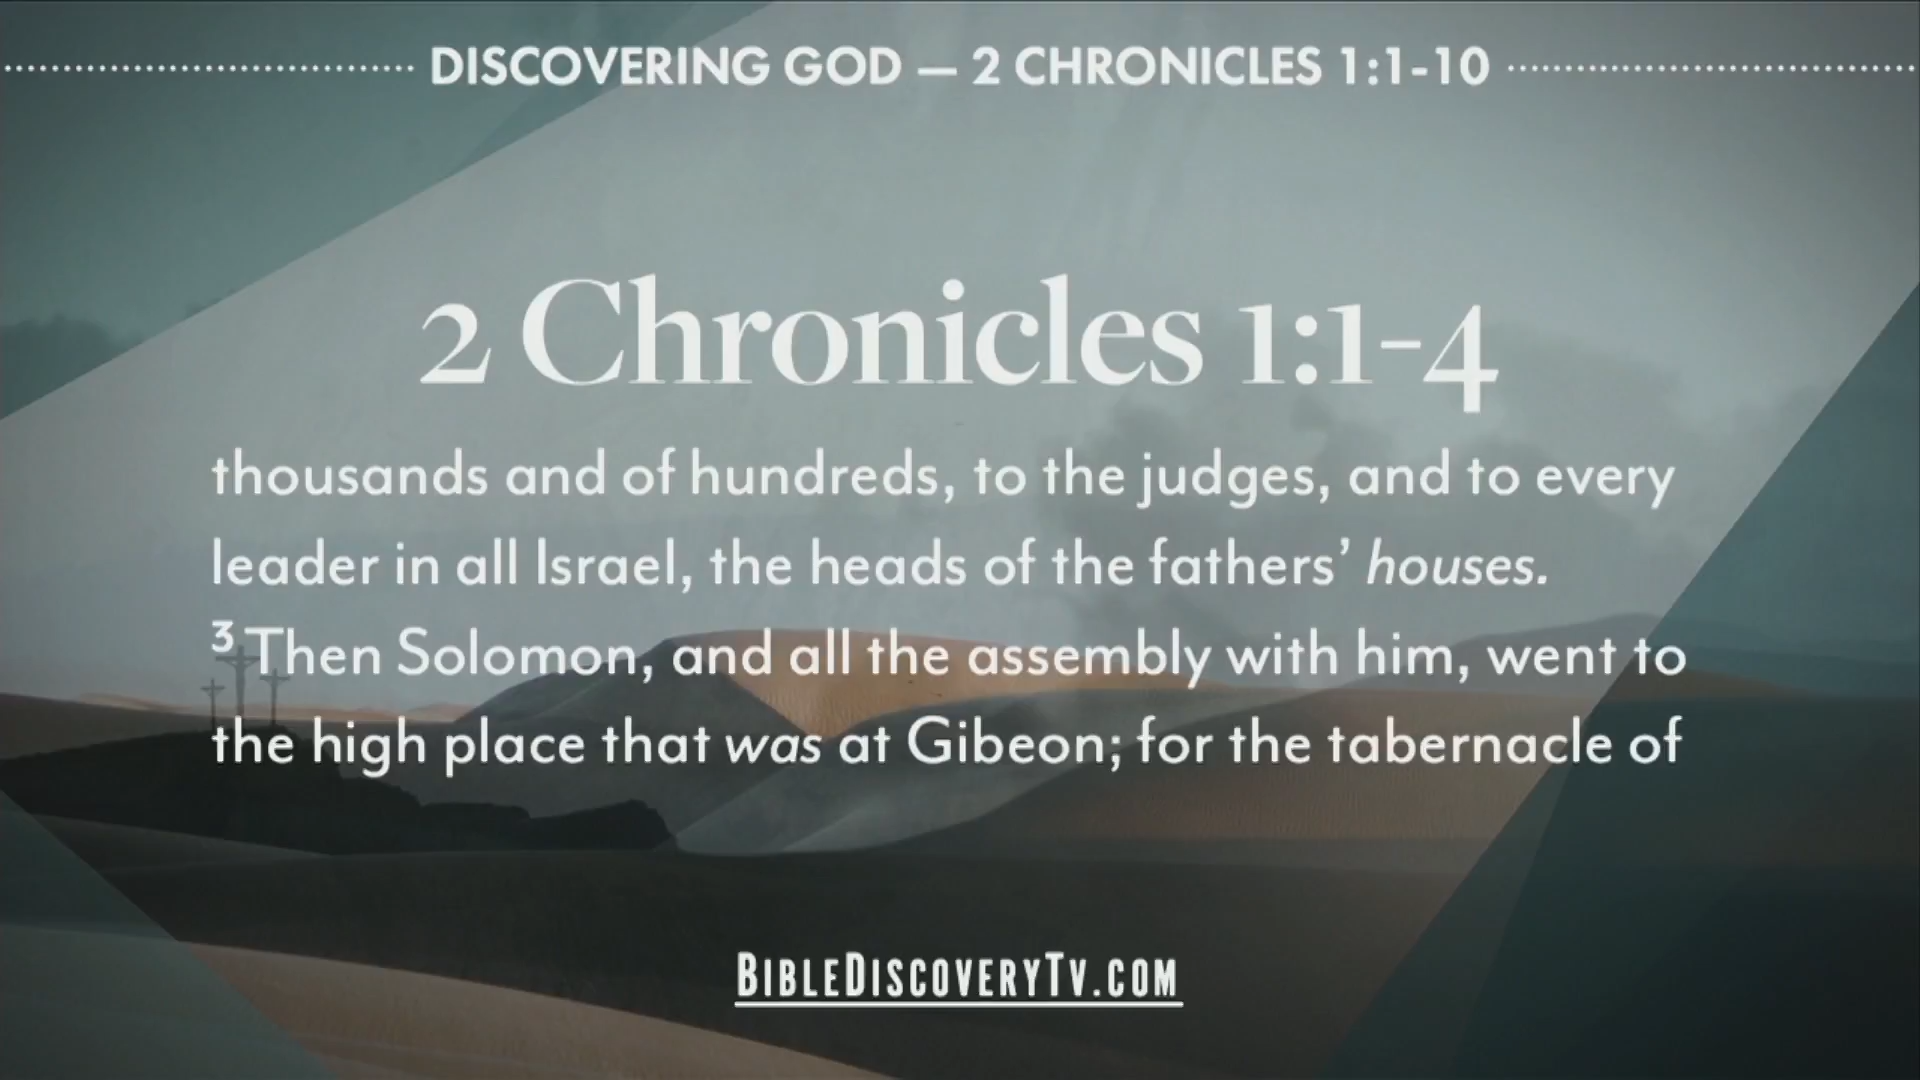 DISCOVERING GOD — 2 CHRONICLES 1:1-10
2 Chronicles 1:1-4
thousands and of hundreds, to the judges, and to every
leader in all Israel, the heads of the fathers’ houses.
³Then Solomon, and all the assembly with him, went to
the high place that was at Gibeon; for the tabernacle of
BIBLEDISCOVERYTV.COM